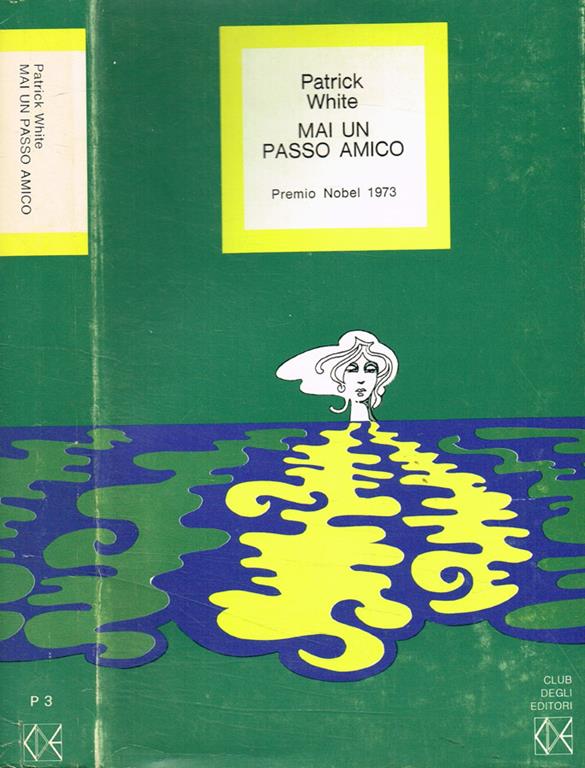 Patrick White
MAI UN PASSO AMICO
P 3
Patrick
White
MAI UN
PASSO AMICO
Premio Nobel 1973
CLUB
DEGLI
EDITORI